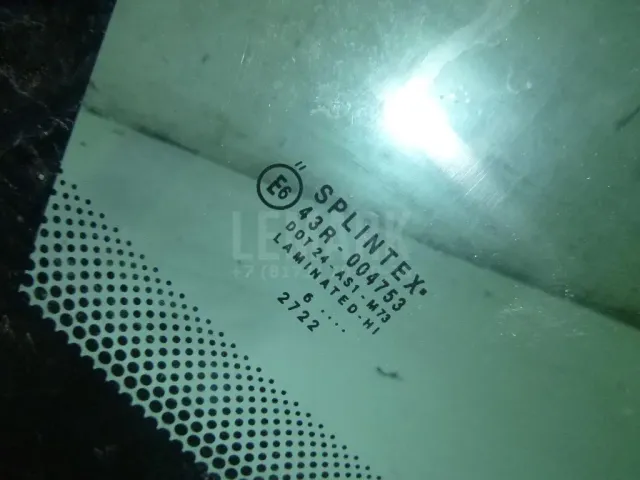 " SPLINTEX
E6 43R-004753
DOT24-AS1-M73
LAMINATED-HI
6 ....
2722